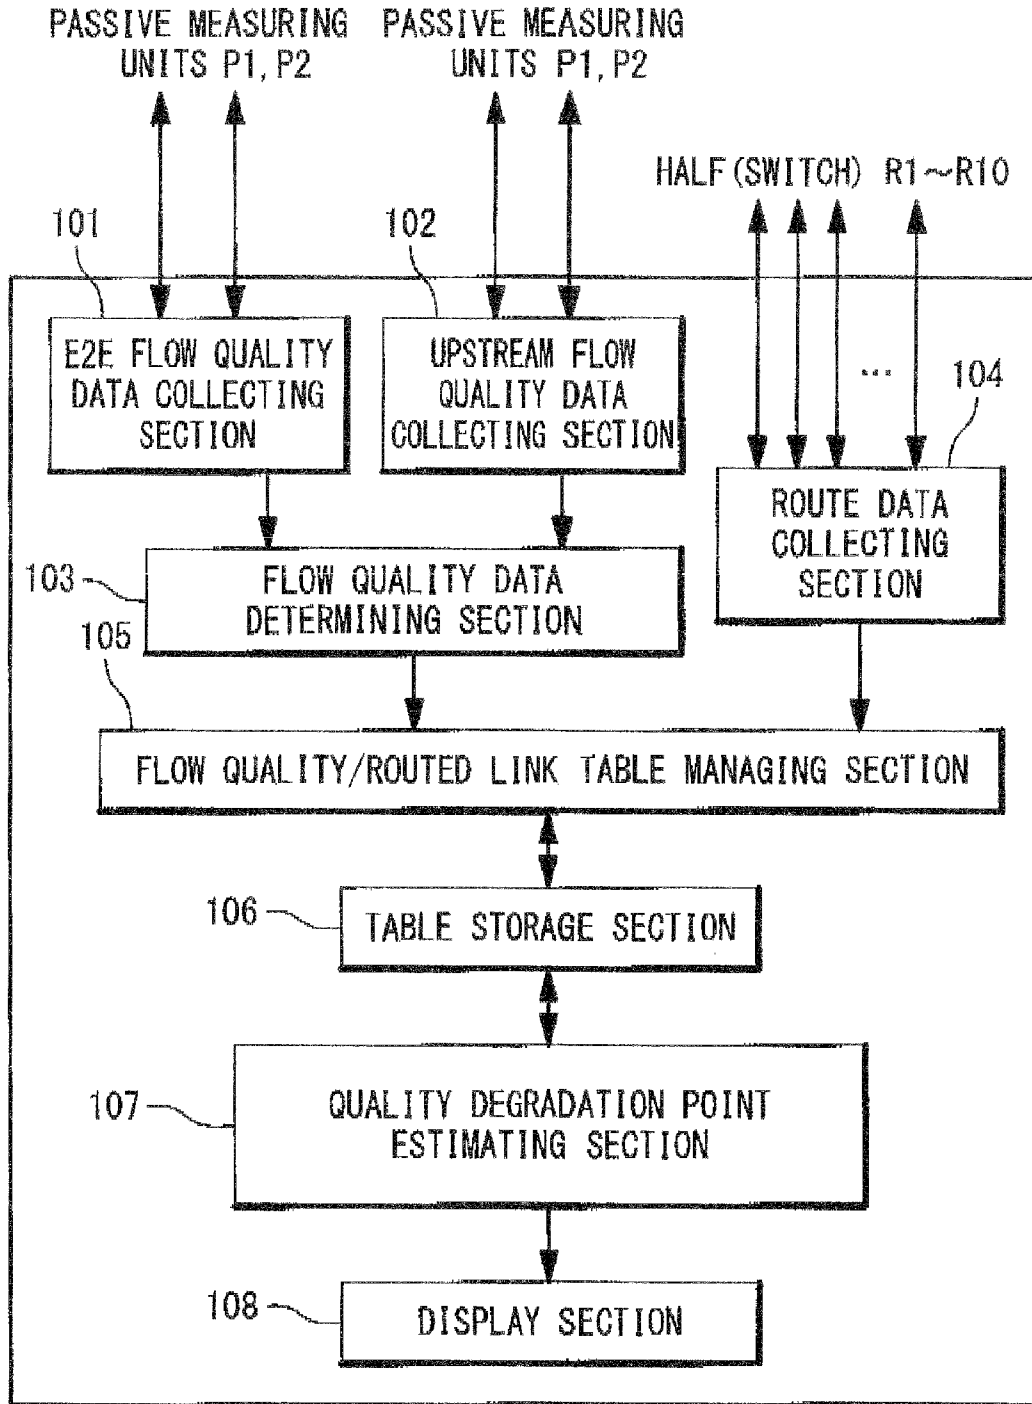 PASSIVE MEASURING
UNITS P1, P2
PASSIVE MEASURING
UNITS P1, P2
HALF(SWITCH) R1～R10
101
102
E2E FLOW QUALITY
DATA COLLECTING
SECTION
UPSTREAM FLOW
QUALITY DATA
COLLECTING SECTION
...
104
ROUTE DATA
COLLECTING
SECTION
103
FLOW QUALITY DATA
DETERMINING SECTION
105
FLOW QUALITY/ROUTED LINK TABLE MANAGING SECTION
106
TABLE STORAGE SECTION
107
QUALITY DEGRADATION POINT
ESTIMATING SECTION
108
DISPLAY SECTION